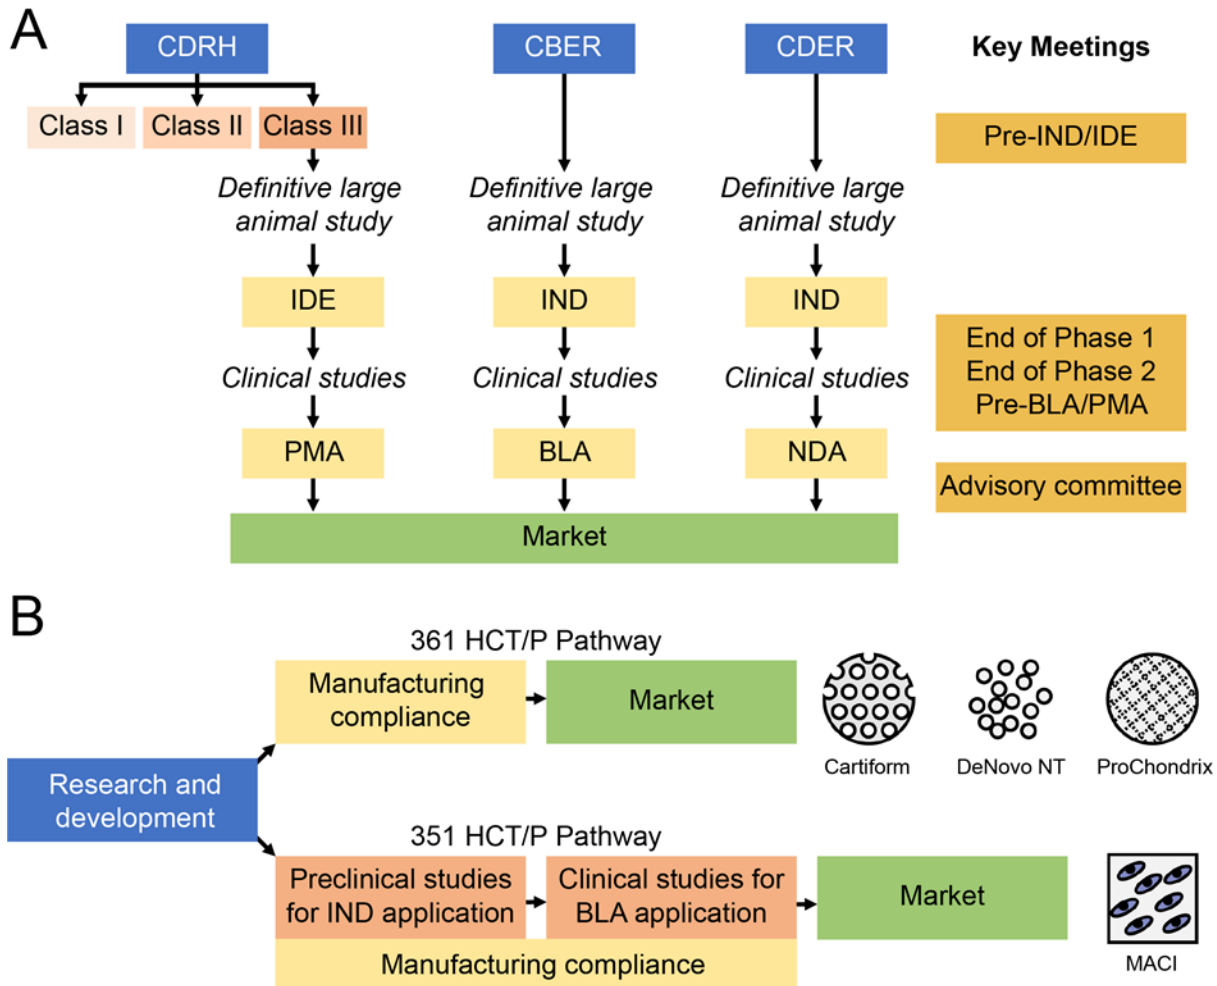 A
CDRH
CBER
CDER
Key Meetings
Class I
Class II
Class III
Pre-IND/IDE
Definitive large
animal study
Definitive large
animal study
Definitive large
animal study
IDE
IND
IND
End of Phase 1
End of Phase 2
Pre-BLA/PMA
Clinical studies
Clinical studies
Clinical studies
PMA
BLA
NDA
Advisory committee
Market
B
361 HCT/P Pathway
Manufacturing
compliance
Market
Cartiform
DeNovo NT
ProChondrix
Research and
development
351 HCT/P Pathway
Preclinical studies
for IND application
Clinical studies for
BLA application
Market
Manufacturing compliance
MACI